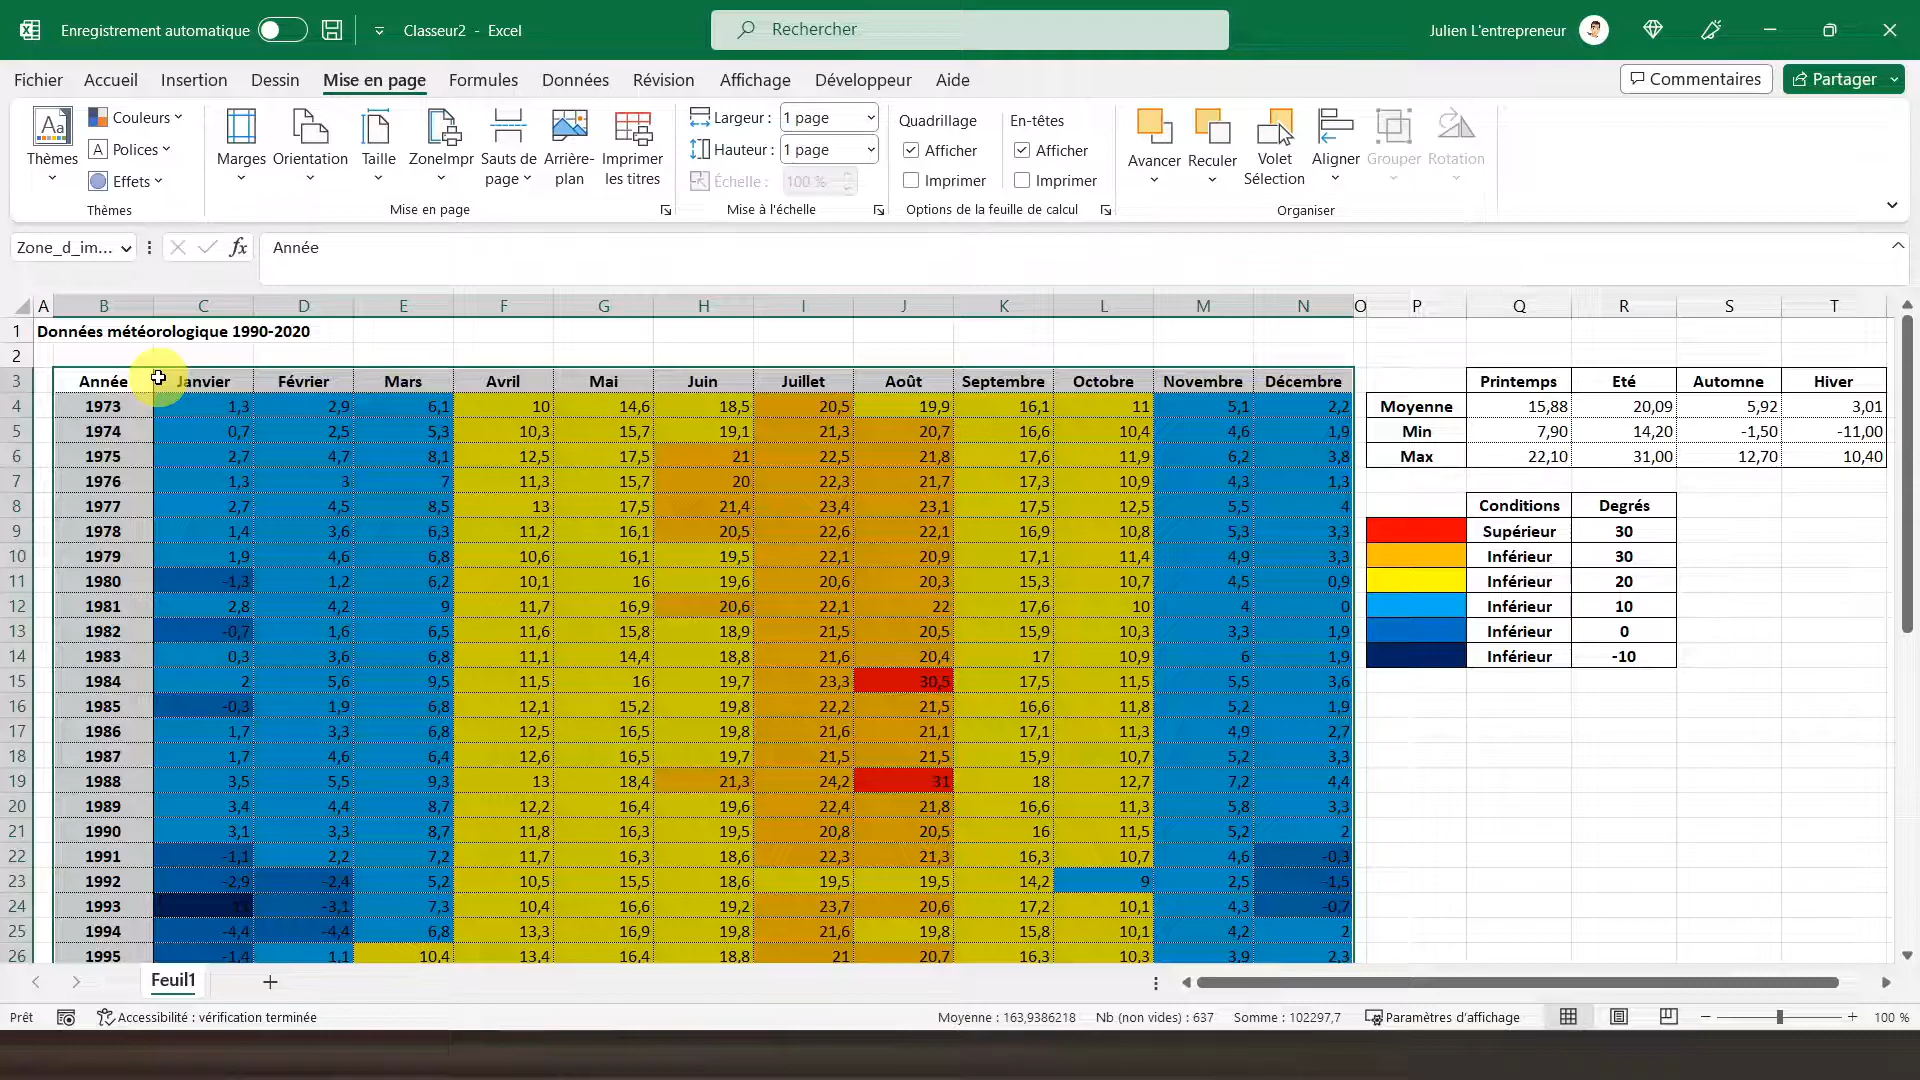 Enregistrement automatique
Classeur2 - Excel
Rechercher
Julien L'entrepreneur
Fichier Accueil Insertion Dessin Mise en page Formules Données Révision Affichage Développeur Aide
Commentaires
Partager
Thèmes
Couleurs
Polices
Effets
Thèmes
Marges
Orientation
Taille
ZoneImpr
Sauts de
page
Arrière-
plan
Imprimer
les titres
Mise en page
Largeur : 1 page
Hauteur : 1 page
Échelle : 100 %
Mise à l'échelle
Quadrillage
Afficher
Imprimer
En-têtes
Afficher
Imprimer
Options de la feuille de calcul
Avancer
Reculer
Volet
Sélection
Aligner
Grouper
Rotation
Organiser
Zone_d_im...
fx
Année
A B C D E F G H I J K L M N O P Q R S T
1 Données météorologique 1990-2020
2
3 Année Janvier Février Mars Avril Mai Juin Juillet Août Septembre Octobre Novembre Décembre Printemps Eté Automne Hiver
4 1973 1,3 2,9 6,1 10 14,6 18,5 20,5 19,9 16,1 11 5,1 2,2 Moyenne 15,88 20,09 5,92 3,01
5 1974 0,7 2,5 5,3 10,3 15,7 19,1 21,3 20,7 16,6 10,4 4,6 1,9 Min 7,90 14,20 -1,50 -11,00
6 1975 2,7 4,7 8,1 12,5 17,5 21 22,5 21,8 17,6 11,9 6,2 3,8 Max 22,10 31,00 12,70 10,40
7 1976 1,3 3 7 11,3 15,7 20 22,3 21,7 17,3 10,9 4,3 1,3
8 1977 2,7 4,5 8,5 13 17,5 21,4 23,4 23,1 17,5 12,5 5,5 4 Conditions Degrés
9 1978 1,4 3,6 6,3 11,2 16,1 20,5 22,6 22,1 16,9 10,8 5,3 3,3 Supérieur 30
10 1979 1,9 4,6 6,8 10,6 16,1 19,5 22,1 20,9 17,1 11,4 4,9 3,3 Inférieur 30
11 1980 -1,3 1,2 6,2 10,1 16 19,6 20,6 20,3 15,3 10,7 4,5 0,9 Inférieur 20
12 1981 2,8 4,2 9 11,7 16,9 20,6 22,1 22 17,6 10 4 0 Inférieur 10
13 1982 -0,7 1,6 6,5 11,6 15,8 18,9 21,5 20,5 15,9 10,3 3,3 1,9 Inférieur 0
14 1983 0,3 3,6 6,8 11,1 14,4 18,8 21,6 20,4 17 10,9 6 1,9 Inférieur -10
15 1984 2 5,6 9,5 11,5 16 19,7 23,3 30,5 17,5 11,5 5,5 3,6
16 1985 -0,3 1,9 6,8 12,1 15,2 19,8 22,2 21,5 16,6 11,8 5,2 1,9
17 1986 1,7 3,3 6,8 12,5 16,5 19,8 21,6 21,1 17,1 11,3 4,9 2,7
18 1987 1,7 4,6 6,4 12,6 16,5 19,7 21,5 21,5 15,9 10,7 5,2 3,3
19 1988 3,5 5,5 9,3 13 18,4 21,3 24,2 31 18 12,7 7,2 4,4
20 1989 3,4 4,4 8,7 12,2 16,4 19,6 22,4 21,8 16,6 11,3 5,8 3,3
21 1990 3,1 3,3 8,7 11,8 16,3 19,5 20,8 20,5 16 11,5 5,2 2
22 1991 -1,1 2,2 7,2 11,7 16,3 18,6 22,3 21,3 16,3 10,7 4,6 -0,3
23 1992 -2,9 -2,4 5,2 10,5 15,5 18,6 19,5 19,5 14,2 9 2,5 -1,5
24 1993 -3,1 7,3 10,4 16,6 19,2 23,7 20,6 17,2 10,1 4,3 -0,7
25 1994 -4,4 -4,4 6,8 13,3 16,9 19,8 21,6 19,8 15,8 10,1 4,2 2
26 1995 -1,4 1,1 10,4 13,4 16,4 18,8 21 20,7 16,3 10,3 3,9 2,3
Feuil1
Prêt
Accessibilité : vérification terminée
Moyenne : 163,9386218 Nb (non vides) : 637 Somme : 102297,7
Paramètres d'affichage
100 %